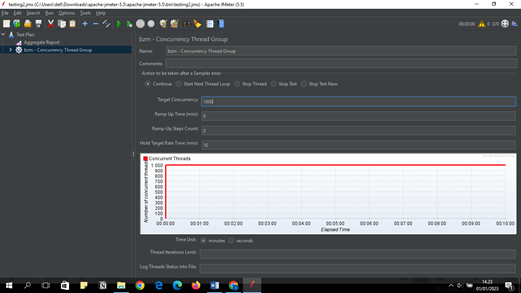 testing2.jmx (C:\Users\dell\Downloads\apache-jmeter-5.5\apache-jmeter-5.5\bin\testing2.jmx) - Apache JMeter (5.5)
File Edit Search Run Options Tools Help
00:00:00 0 0/0
Test Plan
Aggregate Report
bzm - Concurrency Thread Group
bzm - Concurrency Thread Group
Name: bzm - Concurrency Thread Group
Comments:
Action to be taken after a Sampler error
Continue Start Next Thread Loop Stop Thread Stop Test Stop Test Now
Target Concurrency: 1000
Ramp Up Time (min): 0
Ramp-Up Steps Count: 0
Hold Target Rate Time (min): 10
Concurrent Threads
Number of concurrent threads
1 000
900
800
700
600
500
400
300
200
100
0
00:00:00 00:01:00 00:02:00 00:03:00 00:04:00 00:05:00 00:06:00 00:07:00 00:08:00 00:09:00 00:10:00
Elapsed Time
Time Unit: minutes seconds
Thread Iterations Limit:
Log Threads Status into File:
14.23
01/01/2023